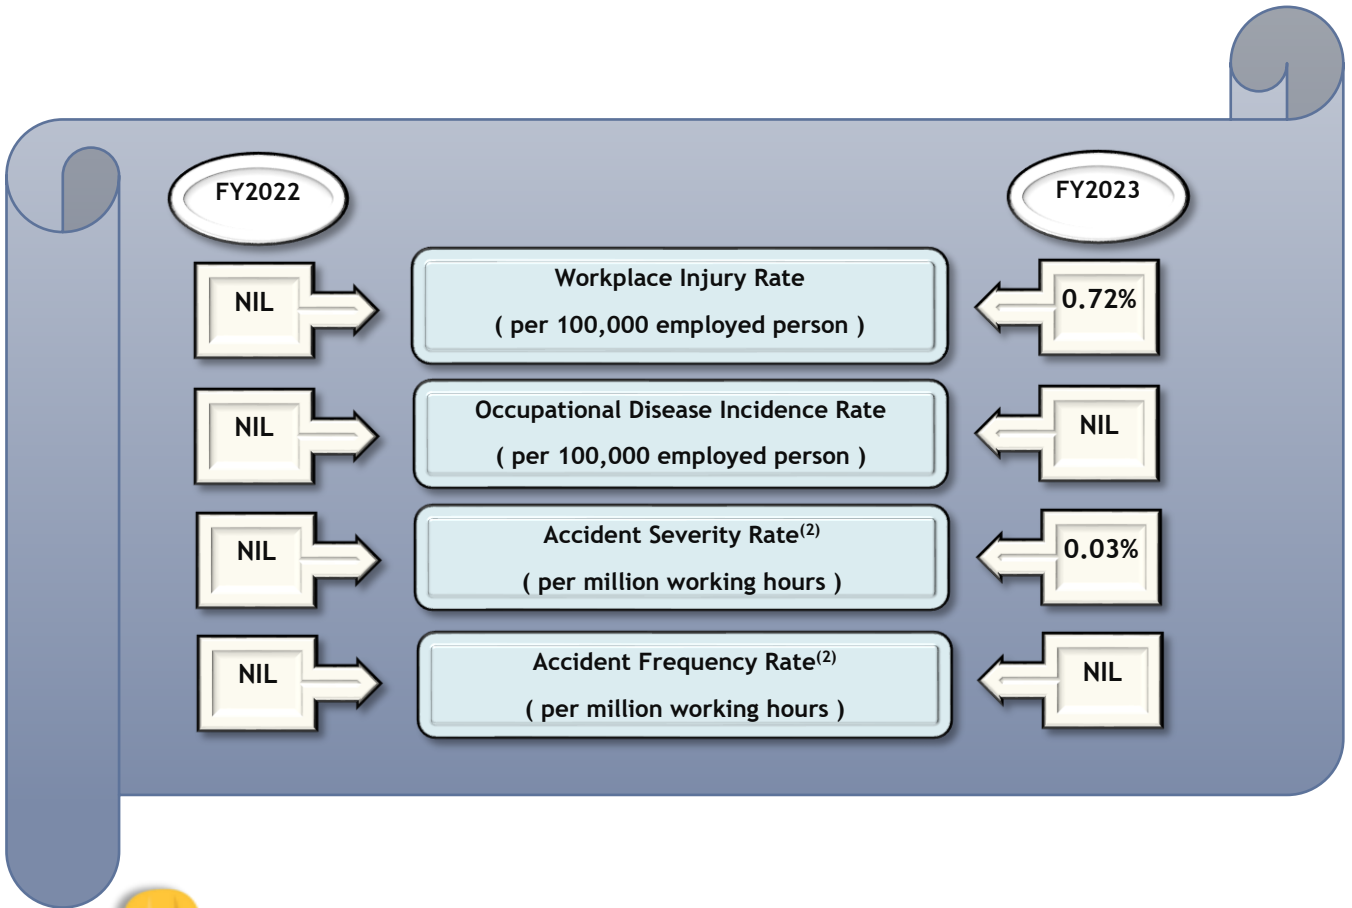 FY2022
FY2023
Workplace Injury Rate
( per 100,000 employed person )
NIL
0.72%
Occupational Disease Incidence Rate
( per 100,000 employed person )
NIL
NIL
Accident Severity Rate(2)
( per million working hours )
NIL
0.03%
Accident Frequency Rate(2)
( per million working hours )
NIL
NIL